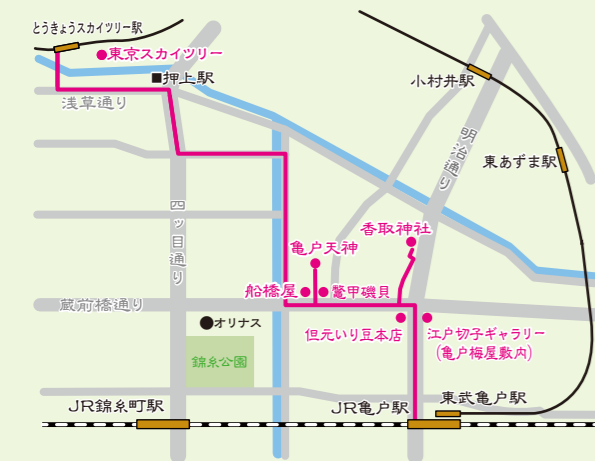 とうきょうスカイツリー駅
東京スカイツリー
押上駅
浅草通り
小村井駅
明治通り
東あずま駅
四ッ目通り
香取神社
亀戸天神
船橋屋
鼈甲磯貝
蔵前橋通り
オリナス
但元いり豆本店
江戸切子ギャラリー
(亀戸梅屋敷内)
錦糸公園
JR錦糸町駅
JR亀戸駅
東武亀戸駅